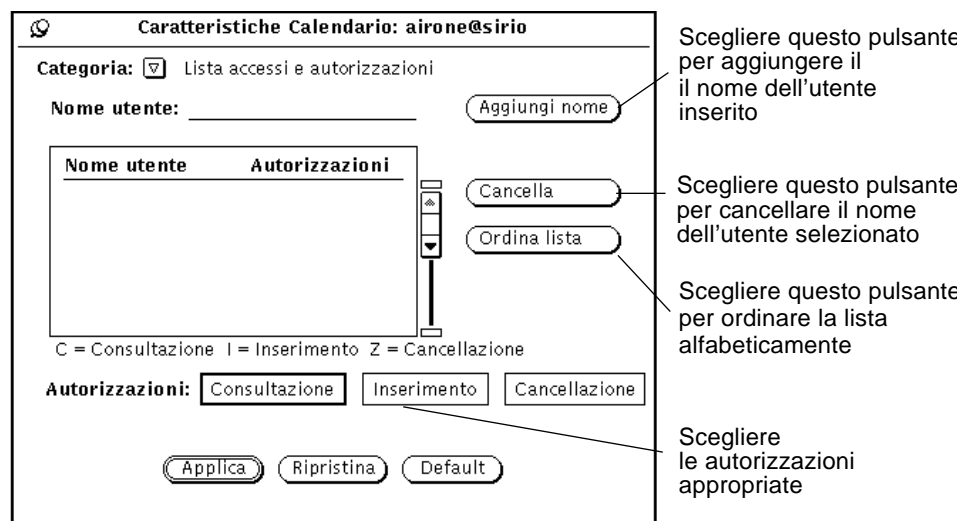 Caratteristiche Calendario: airone@sirio
Categoria: Lista accessi e autorizzazioni
Nome utente:
Aggiungi nome
Scegliere questo pulsante
per aggiungere il
il nome dell'utente
inserito
Nome utente Autorizzazioni
Cancella
Scegliere questo pulsante
per cancellare il nome
dell'utente selezionato
Ordina lista
Scegliere questo pulsante
per ordinare la lista
alfabeticamente
C = Consultazione I = Inserimento Z = Cancellazione
Autorizzazioni: Consultazione Inserimento Cancellazione
Scegliere
le autorizzazioni
appropriate
Applica Ripristina Default